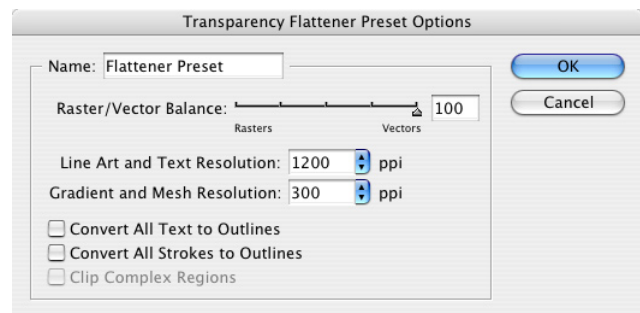 Transparency Flattener Preset Options
Name: Flattener Preset
OK
Raster/Vector Balance: 100
Cancel
Rasters Vectors
Line Art and Text Resolution: 1200 ppi
Gradient and Mesh Resolution: 300 ppi
Convert All Text to Outlines
Convert All Strokes to Outlines
Clip Complex Regions